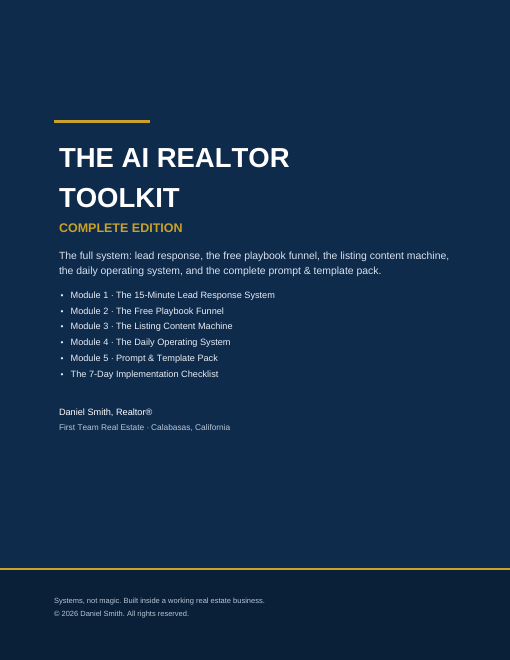 THE AI REALTOR
TOOLKIT
COMPLETE EDITION
The full system: lead response, the free playbook funnel, the listing content machine,
the daily operating system, and the complete prompt & template pack.
• Module 1 · The 15-Minute Lead Response System
• Module 2 · The Free Playbook Funnel
• Module 3 · The Listing Content Machine
• Module 4 · The Daily Operating System
• Module 5 · Prompt & Template Pack
• The 7-Day Implementation Checklist
Daniel Smith, Realtor®
First Team Real Estate · Calabasas, California
Systems, not magic. Built inside a working real estate business.
© 2026 Daniel Smith. All rights reserved.